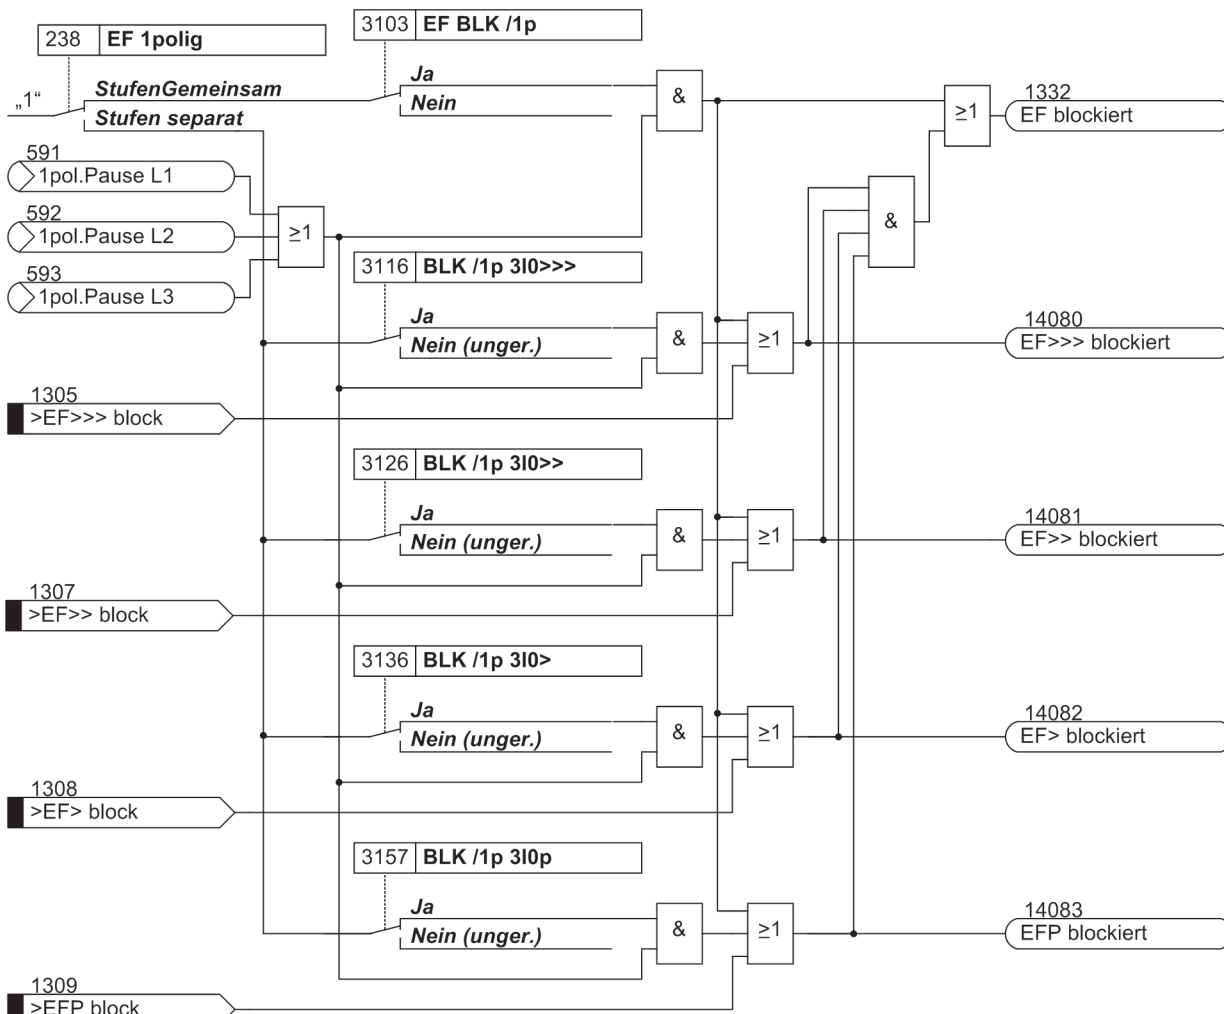 238 EF 1polig
3103 EF BLK /1p
„1"
StufenGemeinsam
Stufen separat
Ja
Nein
&
≥1
1332
EF blockiert
591
1pol.Pause L1
592
1pol.Pause L2
593
1pol.Pause L3
≥1
&
3116 BLK /1p 3I0>>>
Ja
Nein (unger.)
&
≥1
14080
EF>>> blockiert
1305
>EF>>> block
3126 BLK /1p 3I0>>
Ja
Nein (unger.)
&
≥1
14081
EF>> blockiert
1307
>EF>> block
3136 BLK /1p 3I0>
Ja
Nein (unger.)
&
≥1
14082
EF> blockiert
1308
>EF> block
3157 BLK /1p 3I0p
Ja
Nein (unger.)
&
≥1
14083
EFP blockiert
1309
>EFP block